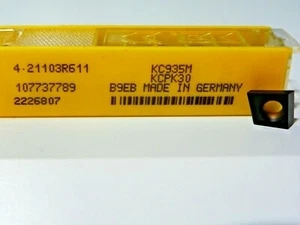 4-21103R611 KC935M
KCPK30
107737789 B9EB MADE IN GERMANY
2226807